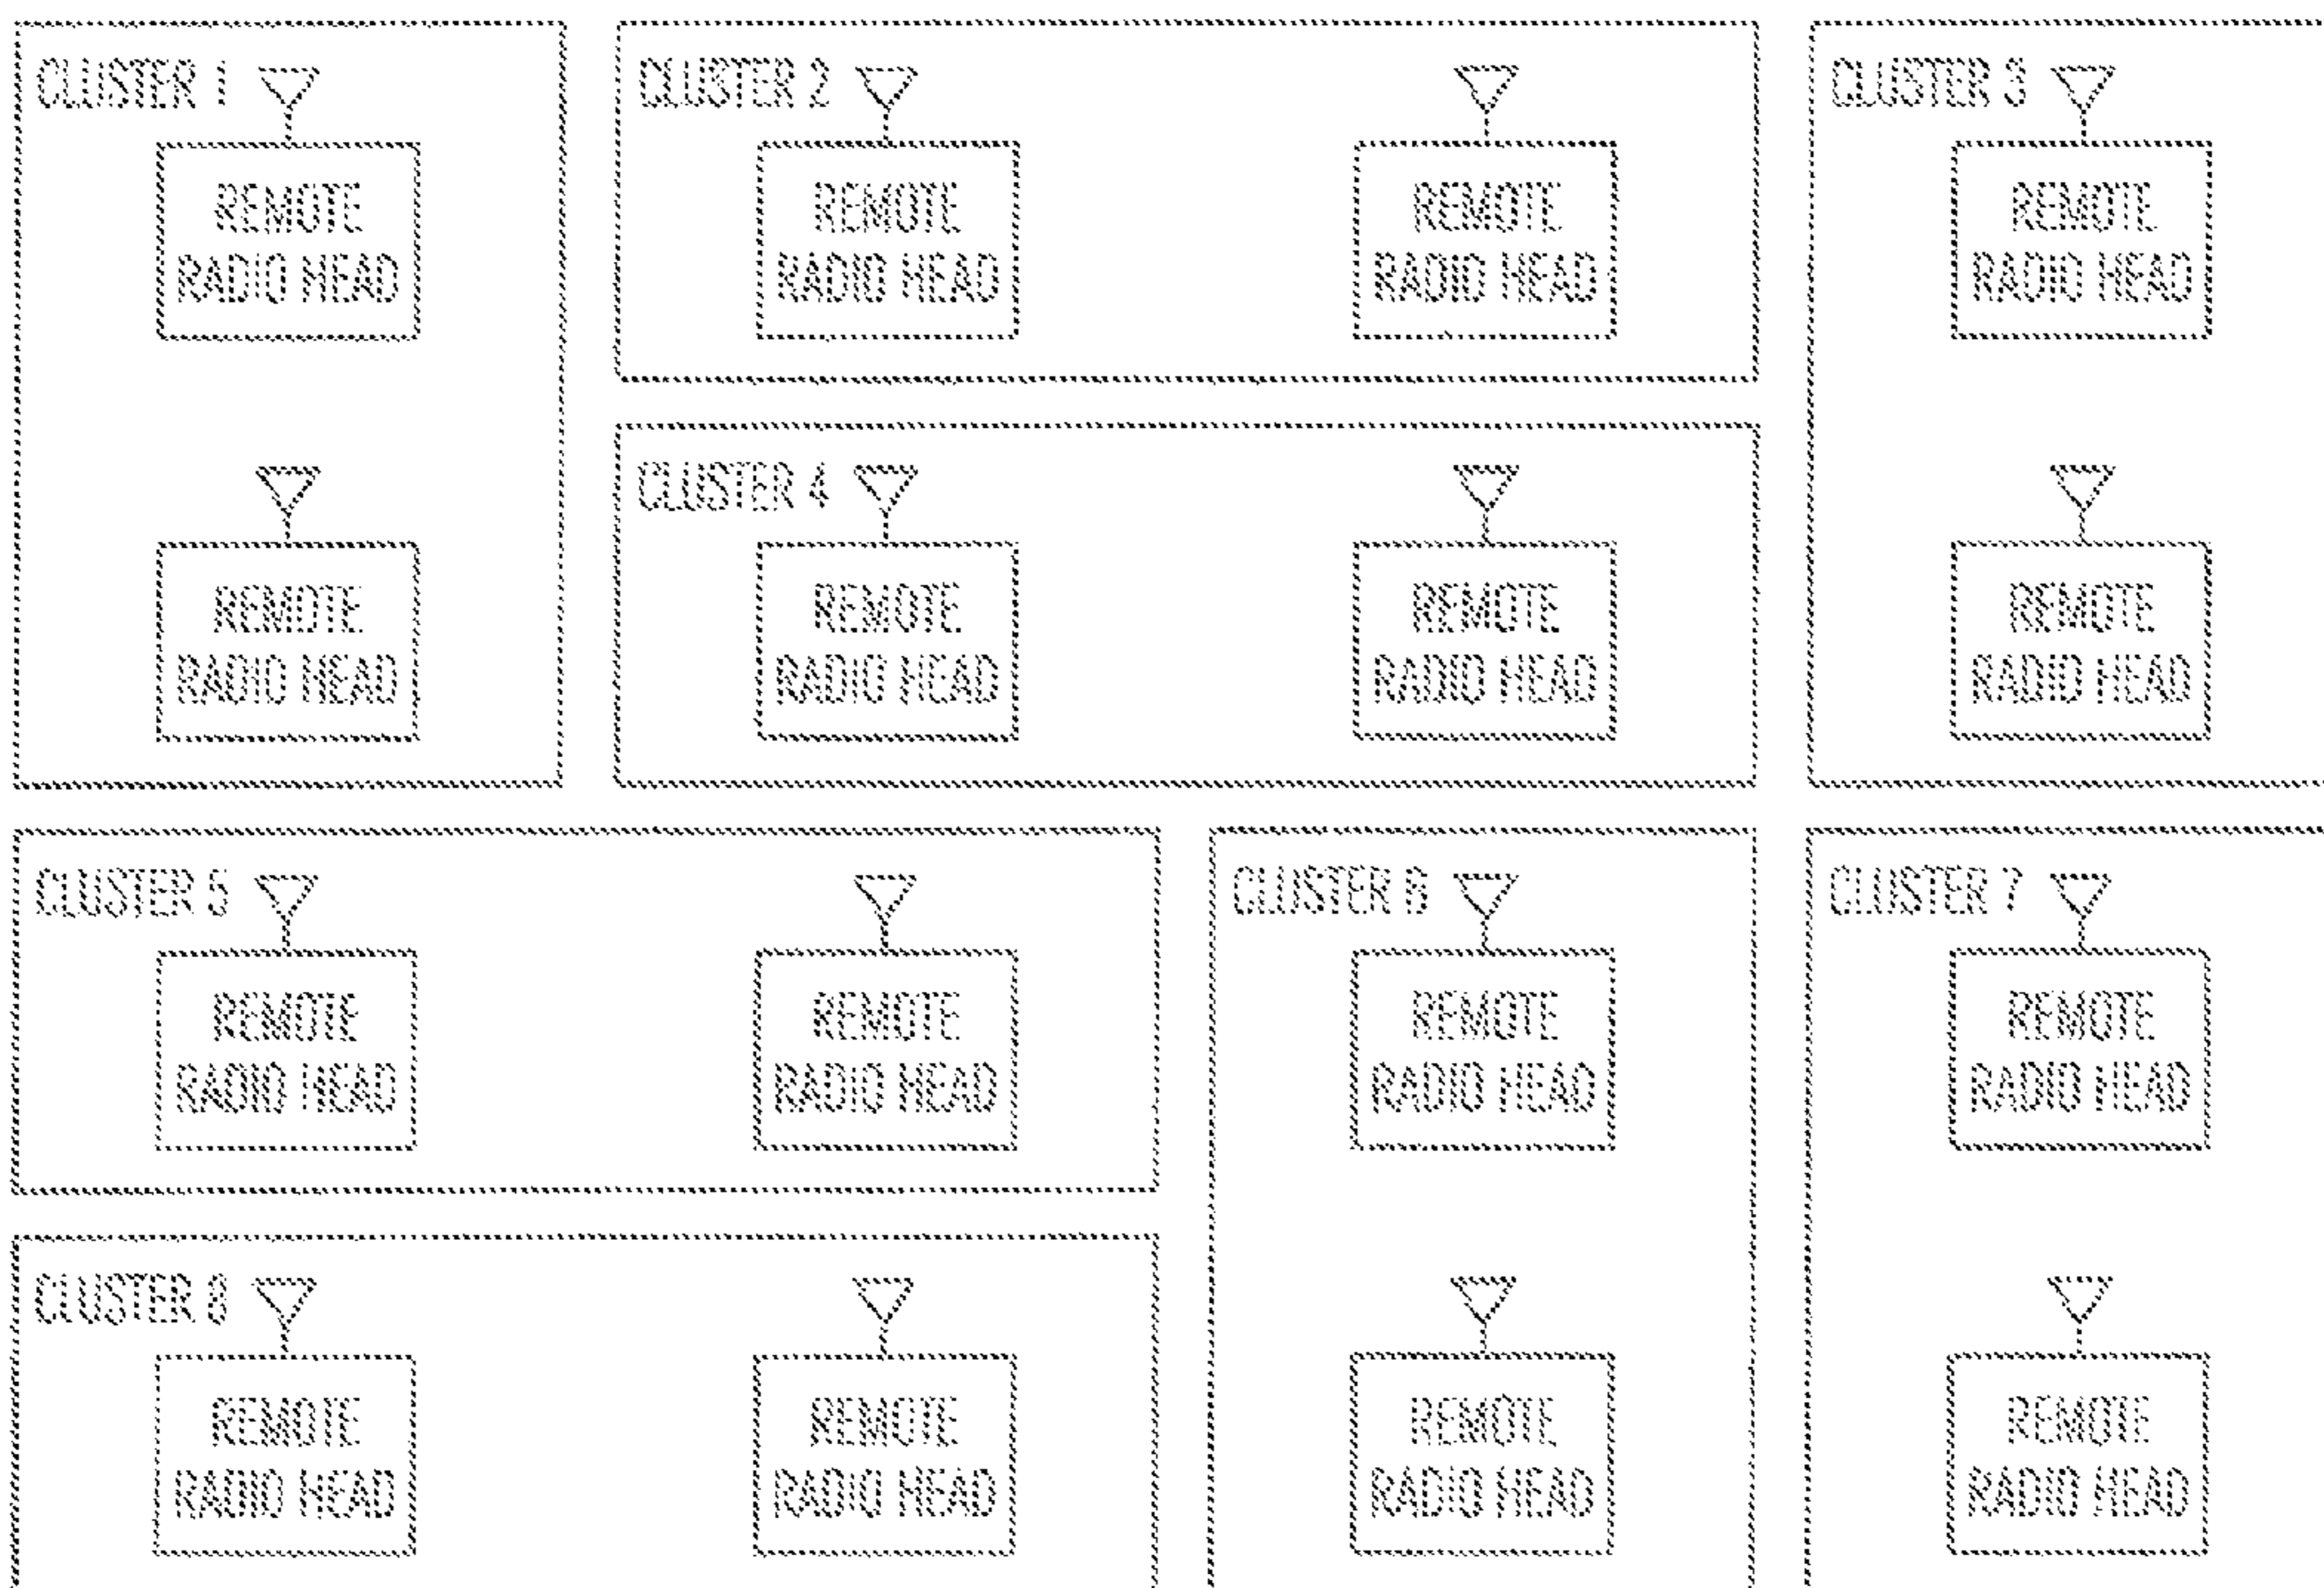 CLUSTER 1
REMOTE
RADIO HEAD
REMOTE
RADIO HEAD
CLUSTER 2
REMOTE
RADIO HEAD
REMOTE
RADIO HEAD
CLUSTER 3
REMOTE
RADIO HEAD
REMOTE
RADIO HEAD
CLUSTER 4
REMOTE
RADIO HEAD
REMOTE
RADIO HEAD
CLUSTER 5
REMOTE
RADIO HEAD
REMOTE
RADIO HEAD
CLUSTER 6
REMOTE
RADIO HEAD
REMOTE
RADIO HEAD
CLUSTER 7
REMOTE
RADIO HEAD
REMOTE
RADIO HEAD
CLUSTER 8
REMOTE
RADIO HEAD
REMOTE
RADIO HEAD